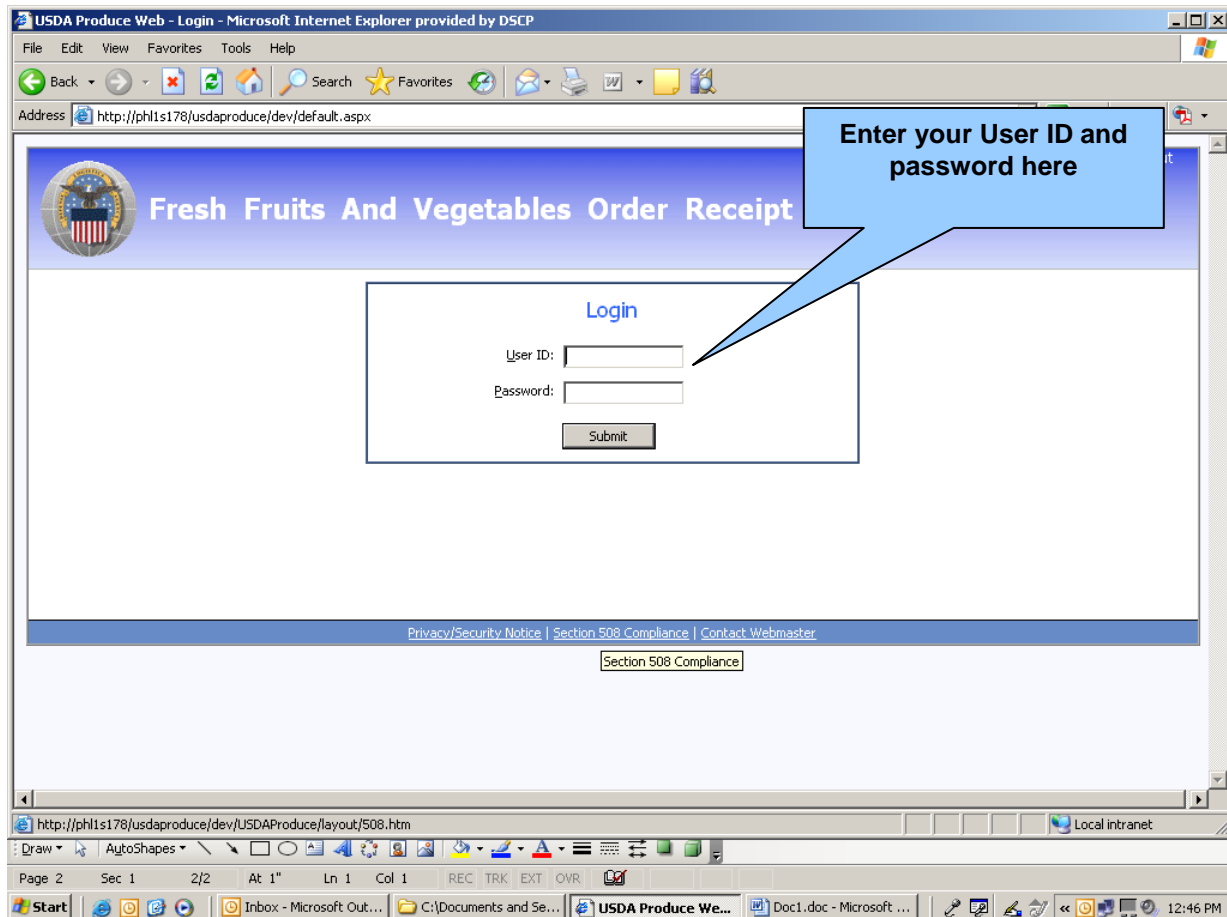 USDA Produce Web - Login - Microsoft Internet Explorer provided by DSCP
File Edit View Favorites Tools Help
Back Search Favorites
Address http://phl1s178/usdaproduce/dev/default.aspx
Enter your User ID and
password here
Fresh Fruits And Vegetables Order Receipt
Login
User ID:
Password:
Submit
Privacy/Security Notice | Section 508 Compliance | Contact Webmaster
Section 508 Compliance
http://phl1s178/usdaproduce/dev/USDAProduce/layout/508.htm Local intranet
Draw AutoShapes
Page 2 Sec 1 2/2 At 1" Ln 1 Col 1 REC TRK EXT OVR
Start Inbox - Microsoft Out... C:\Documents and Se... USDA Produce We... Doc1.doc - Microsoft ... 12:46 PM